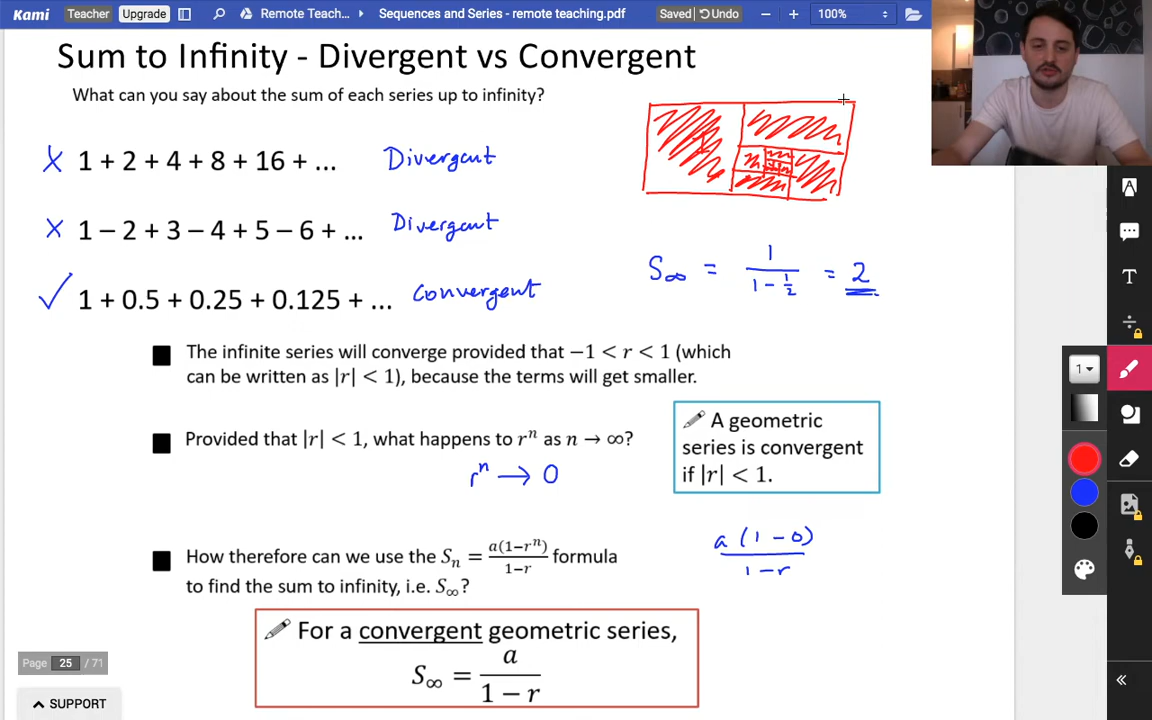 Kami Teacher Upgrade Remote Teach... Sequences and Series - remote teaching.pdf Saved Undo 100%
Sum to Infinity - Divergent vs Convergent
What can you say about the sum of each series up to infinity?
✗ 1 + 2 + 4 + 8 + 16 + ... Divergent
✗ 1 − 2 + 3 − 4 + 5 − 6 + ... Divergent
✓ 1 + 0.5 + 0.25 + 0.125 + ... Convergent
S∞ = 1/(1 − 1/2) = 2
The infinite series will converge provided that −1 < r < 1 (which
can be written as |r| < 1), because the terms will get smaller.
Provided that |r| < 1, what happens to rⁿ as n → ∞?
rⁿ → 0
A geometric
series is convergent
if |r| < 1.
How therefore can we use the Sₙ = a(1−rⁿ)/(1−r) formula
to find the sum to infinity, i.e. S∞?
a(1 − 0)/(1 − r)
For a convergent geometric series,
S∞ = a/(1 − r)
Page 25 / 71
SUPPORT
1
T
A